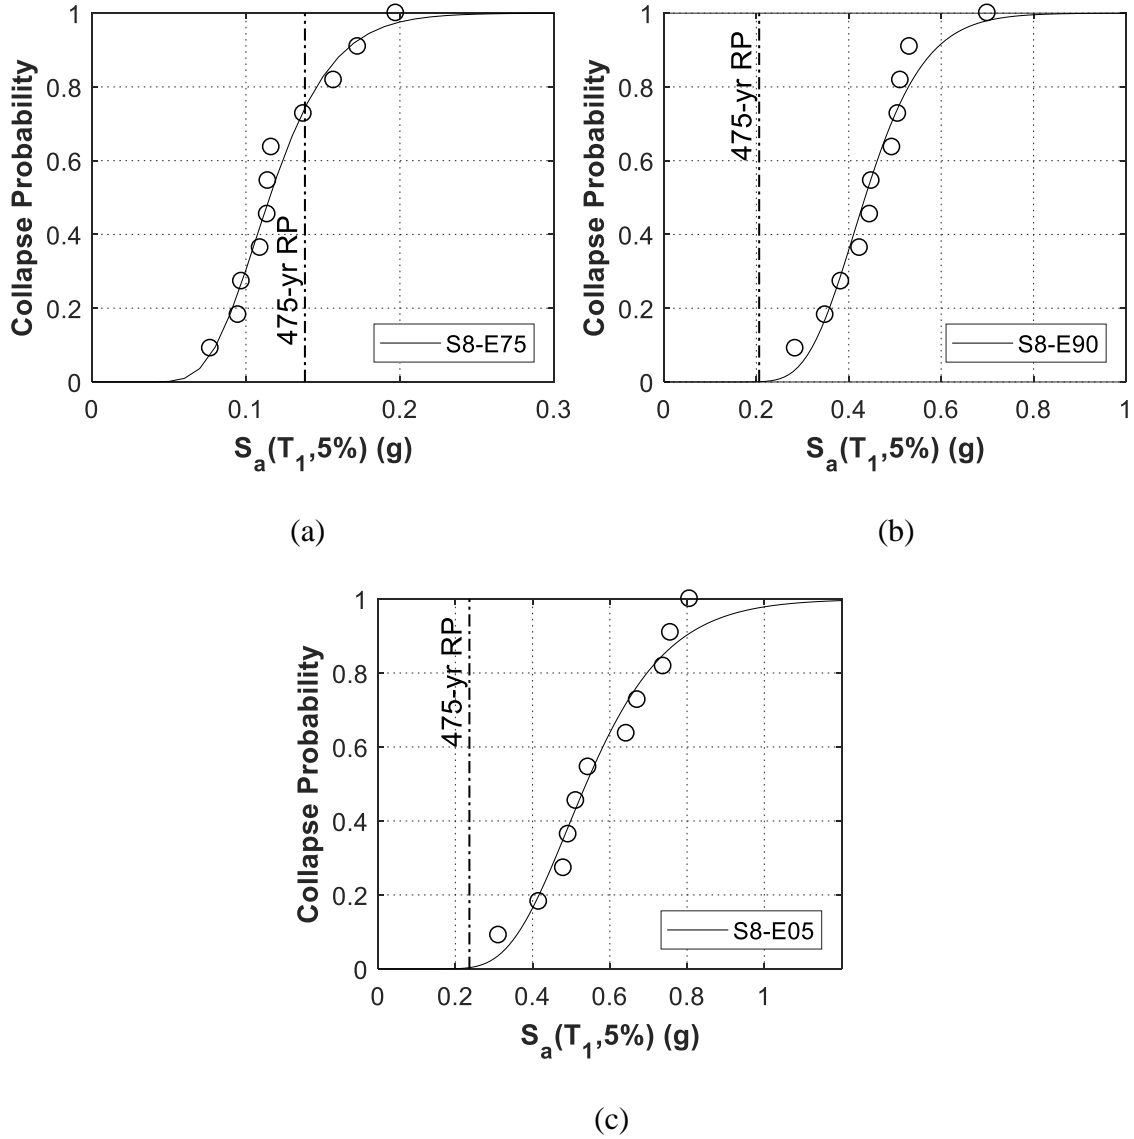 1
0.8
0.6
0.4
0.2
0
Collapse Probability
475-yr RP
S8-E75
0 0.1 0.2 0.3
Sa(T1,5%) (g)
(a)
1
0.8
0.6
0.4
0.2
0
Collapse Probability
475-yr RP
S8-E90
0 0.2 0.4 0.6 0.8 1
Sa(T1,5%) (g)
(b)
1
0.8
0.6
0.4
0.2
0
Collapse Probability
475-yr RP
S8-E05
0 0.2 0.4 0.6 0.8 1
Sa(T1,5%) (g)
(c)